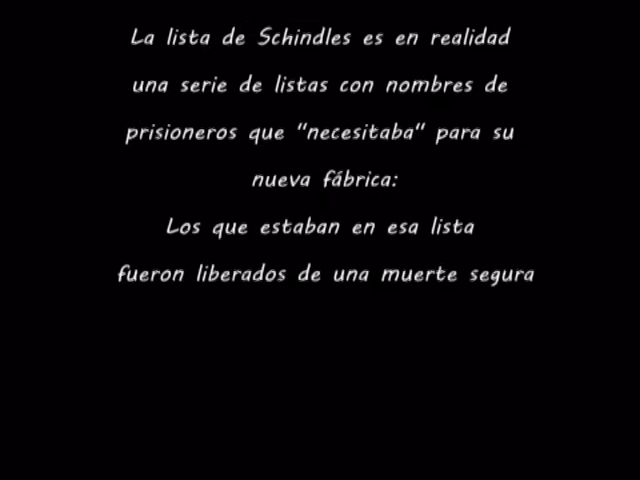 La lista de Schindles es en realidad
una serie de listas con nombres de
prisioneros que "necesitaba" para su
nueva fábrica:
Los que estaban en esa lista
fueron liberados de una muerte segura